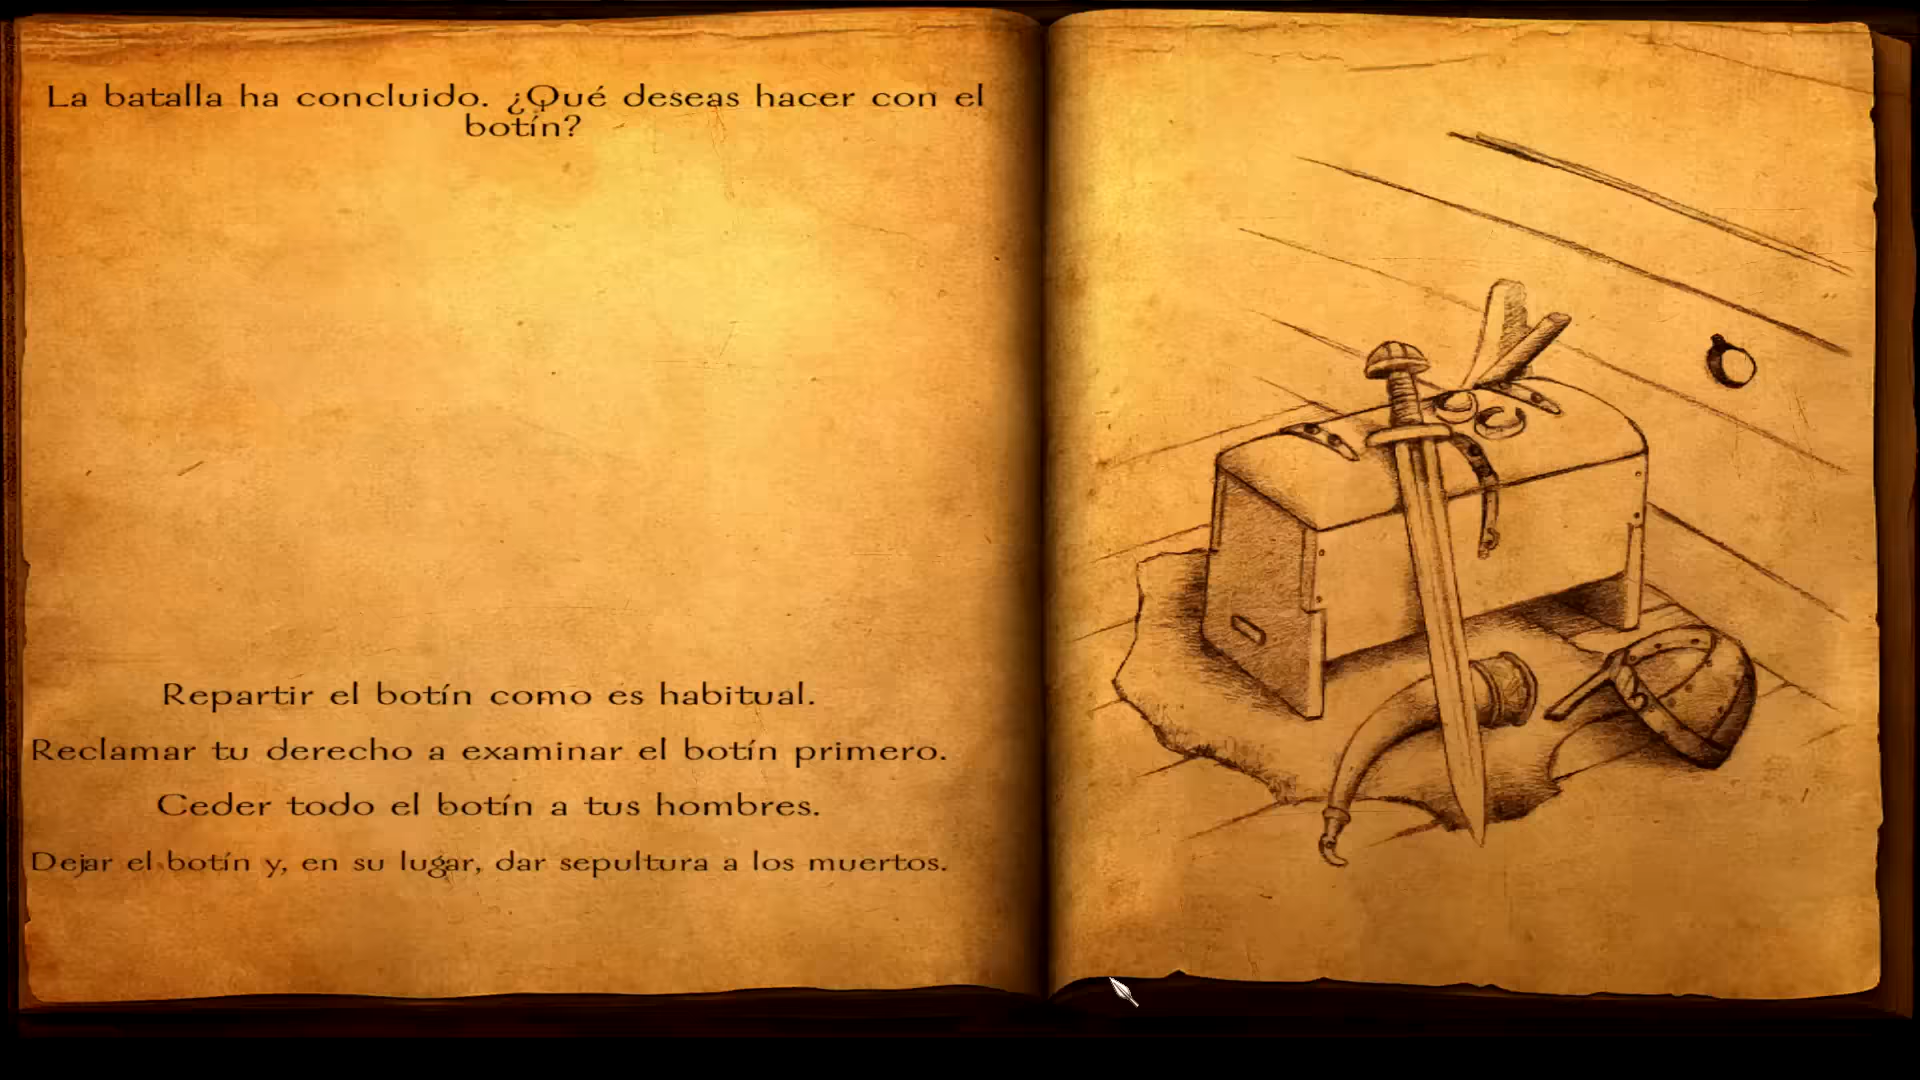 La batalla ha concluido. ¿Qué deseas hacer con el
botín?
Repartir el botín como es habitual.
Reclamar tu derecho a examinar el botín primero.
Ceder todo el botín a tus hombres.
Dejar el botín y, en su lugar, dar sepultura a los muertos.